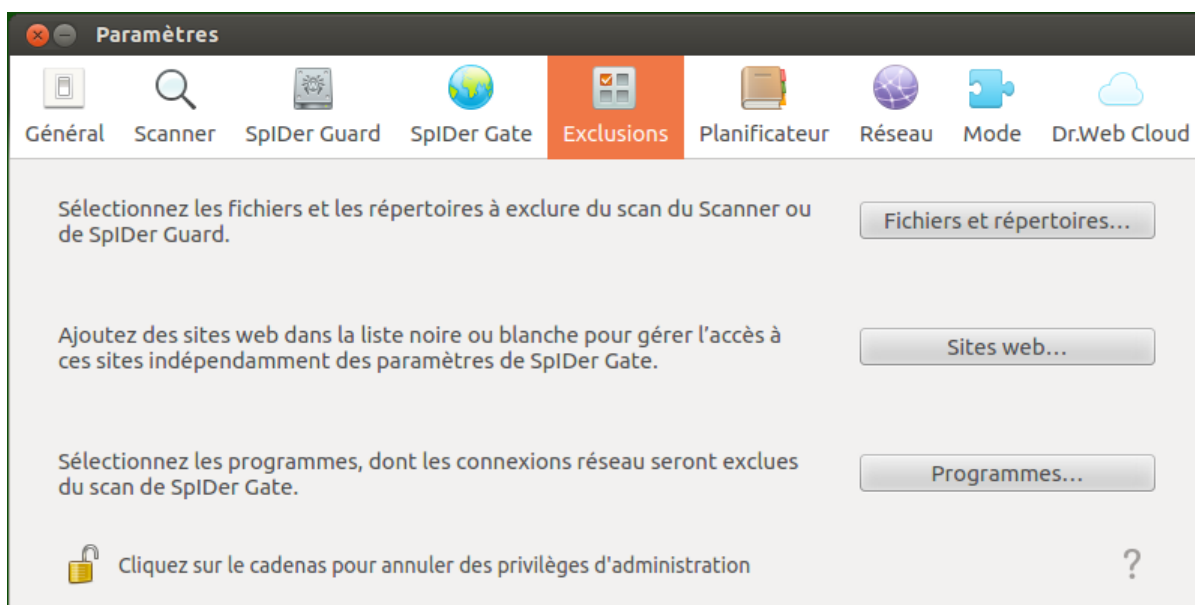 Paramètres
Général Scanner SpIDer Guard SpIDer Gate Exclusions Planificateur Réseau Mode Dr.Web Cloud
Sélectionnez les fichiers et les répertoires à exclure du scan du Scanner ou
de SpIDer Guard.
Fichiers et répertoires...
Ajoutez des sites web dans la liste noire ou blanche pour gérer l’accès à
ces sites indépendamment des paramètres de SpIDer Gate.
Sites web...
Sélectionnez les programmes, dont les connexions réseau seront exclues
du scan de SpIDer Gate.
Programmes...
Cliquez sur le cadenas pour annuler des privilèges d'administration
?